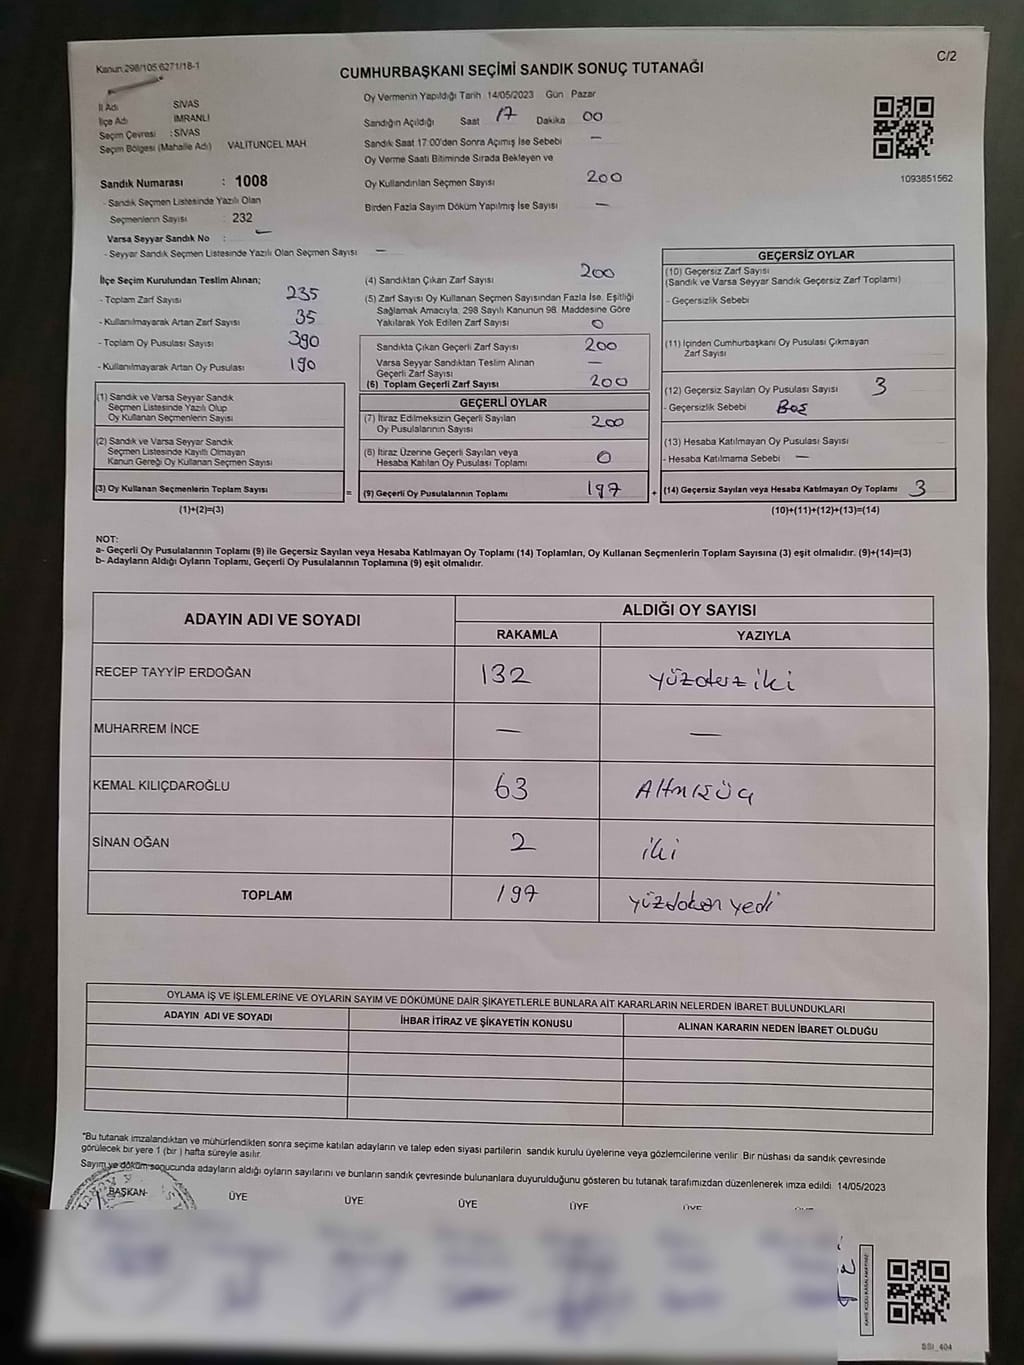 Kanun:298/105 6271/18-1
C/2
CUMHURBAŞKANI SEÇİMİ SANDIK SONUÇ TUTANAĞI
İl Adı SİVAS
İlçe Adı İMRANLI
Seçim Çevresi : SİVAS
Seçim Bölgesi (Mahalle Adı) VALİTUNCEL MAH
Sandık Numarası : 1008
- Sandık Seçmen Listesinde Yazılı Olan
Seçmenlerin Sayısı : 232
Varsa Seyyar Sandık No : —
- Seyyar Sandık Seçmen Listesinde Yazılı Olan Seçmen Sayısı —
Oy Vermenin Yapıldığı Tarih 14/05/2023 Gün Pazar
Sandığın Açıldığı Saat 17 Dakika 00
Sandık Saat 17:00'den Sonra Açımış İse Sebebi —
Oy Verme Saati Bitiminde Sırada Bekleyen ve
Oy Kullandırılan Seçmen Sayısı 200
Birden Fazla Sayım Döküm Yapılmış İse Sayısı —
1093851562
İlçe Seçim Kurulundan Teslim Alınan;
- Toplam Zarf Sayısı 235
- Kullanılmayarak Artan Zarf Sayısı 35
- Toplam Oy Pusulası Sayısı 390
- Kullanılmayarak Artan Oy Pusulası 190
(1) Sandık ve Varsa Seyyar Sandık
Seçmen Listesinde Yazılı Olup
Oy Kullanan Seçmenlerin Sayısı
(2) Sandık ve Varsa Seyyar Sandık
Seçmen Listesinde Kayıtlı Olmayan
Kanun Gereği Oy Kullanan Seçmen Sayısı
(3) Oy Kullanan Seçmenlerin Toplam Sayısı
(1)+(2)=(3)
(4) Sandıktan Çıkan Zarf Sayısı 200
(5) Zarf Sayısı Oy Kullanan Seçmen Sayısından Fazla İse, Eşitliği
Sağlamak Amacıyla, 298 Sayılı Kanunun 98. Maddesine Göre
Yakılarak Yok Edilen Zarf Sayısı 0
Sandıkta Çıkan Geçerli Zarf Sayısı 200
Varsa Seyyar Sandıktan Teslim Alınan —
Geçerli Zarf Sayısı
(6) Toplam Geçerli Zarf Sayısı 200
GEÇERLİ OYLAR
(7) İtiraz Edilmeksizin Geçerli Sayılan
Oy Pusulalarının Sayısı 200
(8) İtiraz Üzerine Geçerli Sayılan veya
Hesaba Katılan Oy Pusulası Toplamı 0
= (9) Geçerli Oy Pusulalarının Toplamı 197 +
GEÇERSİZ OYLAR
(10) Geçersiz Zarf Sayısı
(Sandık ve Varsa Seyyar Sandık Geçersiz Zarf Toplamı)
- Geçersizlik Sebebi
(11) İçinden Cumhurbaşkanı Oy Pusulası Çıkmayan
Zarf Sayısı
(12) Geçersiz Sayılan Oy Pusulası Sayısı 3
- Geçersizlik Sebebi Boş
(13) Hesaba Katılmayan Oy Pusulası Sayısı
- Hesaba Katılmama Sebebi —
(14) Geçersiz Sayılan veya Hesaba Katılmayan Oy Toplamı 3
(10)+(11)+(12)+(13)=(14)
NOT:
a- Geçerli Oy Pusulalarının Toplamı (9) ile Geçersiz Sayılan veya Hesaba Katılmayan Oy Toplamı (14) Toplamları, Oy Kullanan Seçmenlerin Toplam Sayısına (3) eşit olmalıdır. (9)+(14)=(3)
b- Adayların Aldığı Oyların Toplamı, Geçerli Oy Pusulalarının Toplamına (9) eşit olmalıdır.
ADAYIN ADI VE SOYADI ALDIĞI OY SAYISI
RAKAMLA YAZIYLA
RECEP TAYYİP ERDOĞAN 132 yüzotuz iki
MUHARREM İNCE — —
KEMAL KILIÇDAROĞLU 63 Altmışüç
SİNAN OĞAN 2 iki
TOPLAM 197 yüzdoksan yedi
OYLAMA İŞ VE İŞLEMLERİNE VE OYLARIN SAYIM VE DÖKÜMÜNE DAİR ŞİKAYETLERLE BUNLARA AİT KARARLARIN NELERDEN İBARET BULUNDUKLARI
ADAYIN ADI VE SOYADI İHBAR İTİRAZ VE ŞİKAYETİN KONUSU ALINAN KARARIN NEDEN İBARET OLDUĞU
*Bu tutanak imzalandıktan ve mühürlendikten sonra seçime katılan adayların ve talep eden siyasi partilerin sandık kurulu üyelerine veya gözlemcilerine verilir. Bir nüshası da sandık çevresinde
görülecek bir yere 1 (bir) hafta süreyle asılır.
Sayım ve döküm sonucunda adayların aldığı oyların sayılarını ve bunların sandık çevresinde bulunanlara duyurulduğunu gösteren bu tutanak tarafımızdan düzenlenerek imza edildi. 14/05/2023
BAŞKAN ÜYE ÜYE ÜYE ÜYE ÜYE
SSI_404